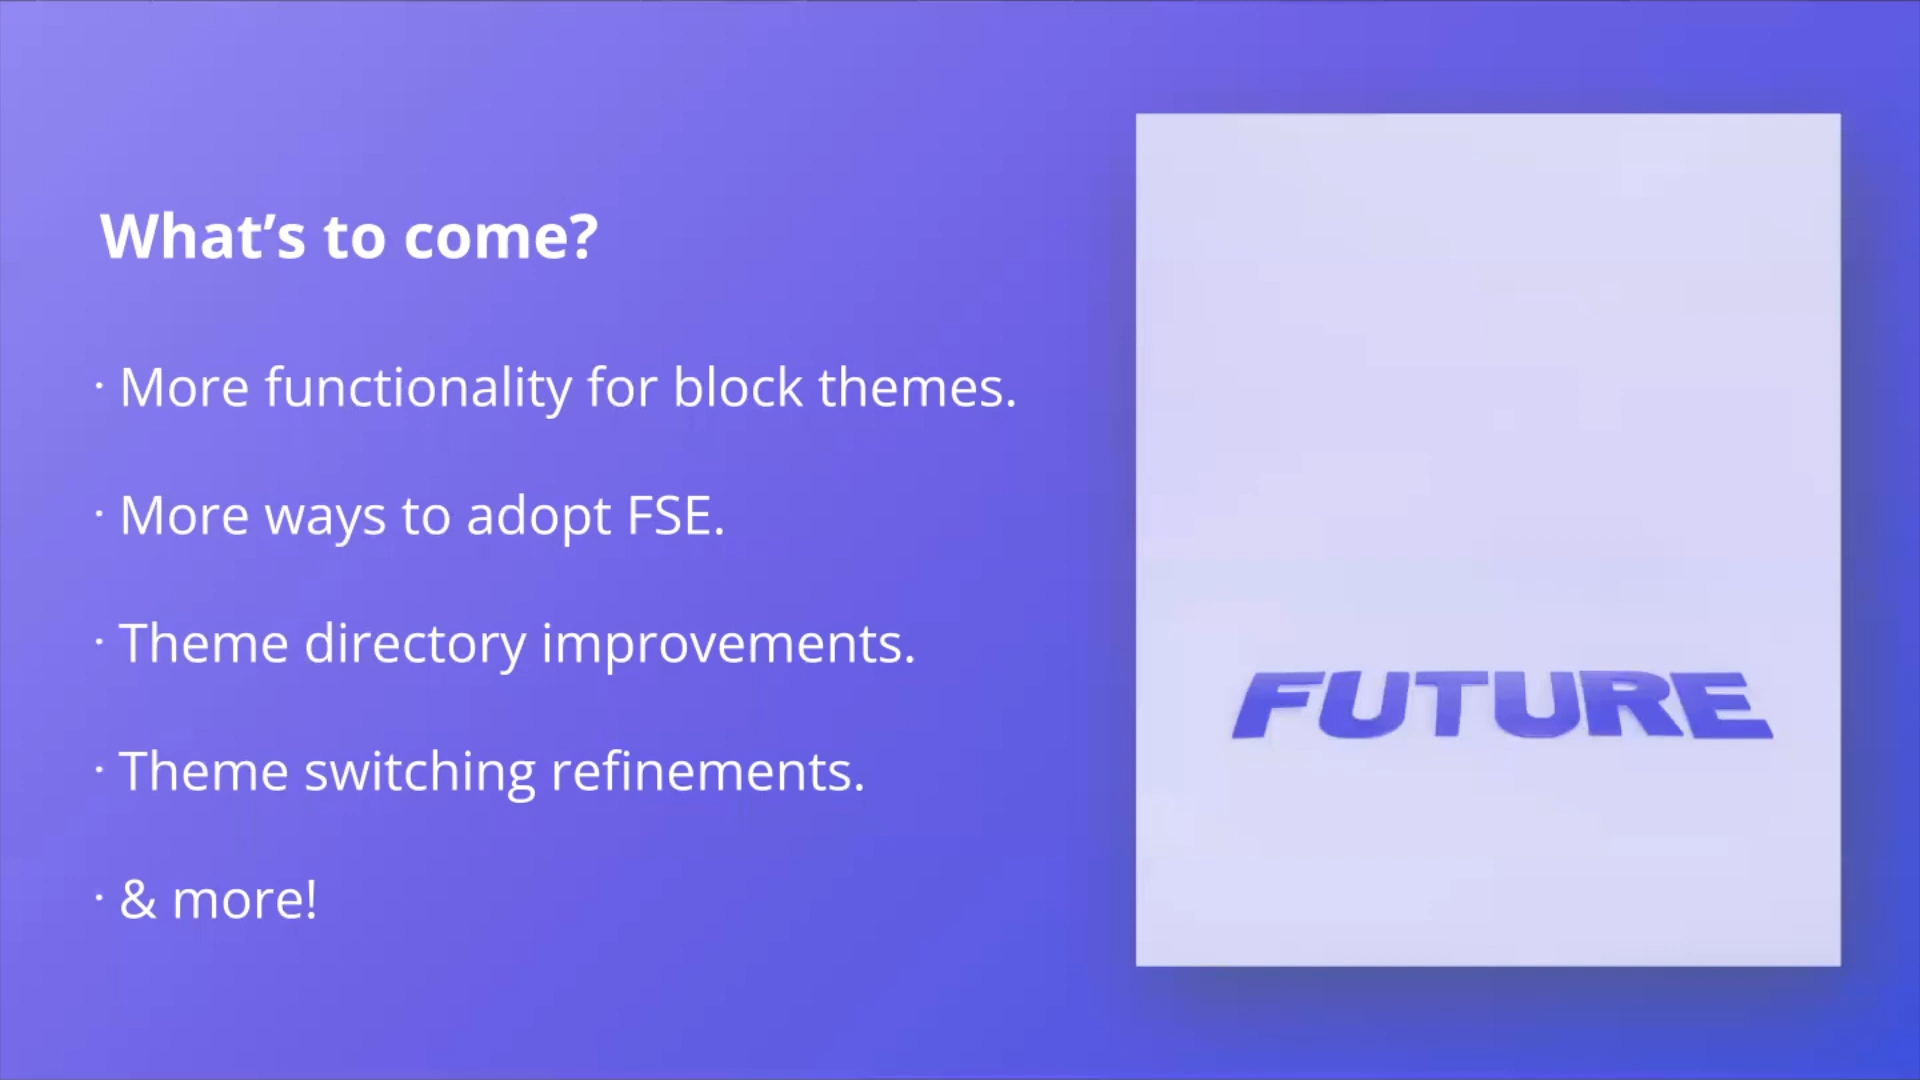 What’s to come?
· More functionality for block themes.
· More ways to adopt FSE.
· Theme directory improvements.
· Theme switching refinements.
· & more!
FUTURE